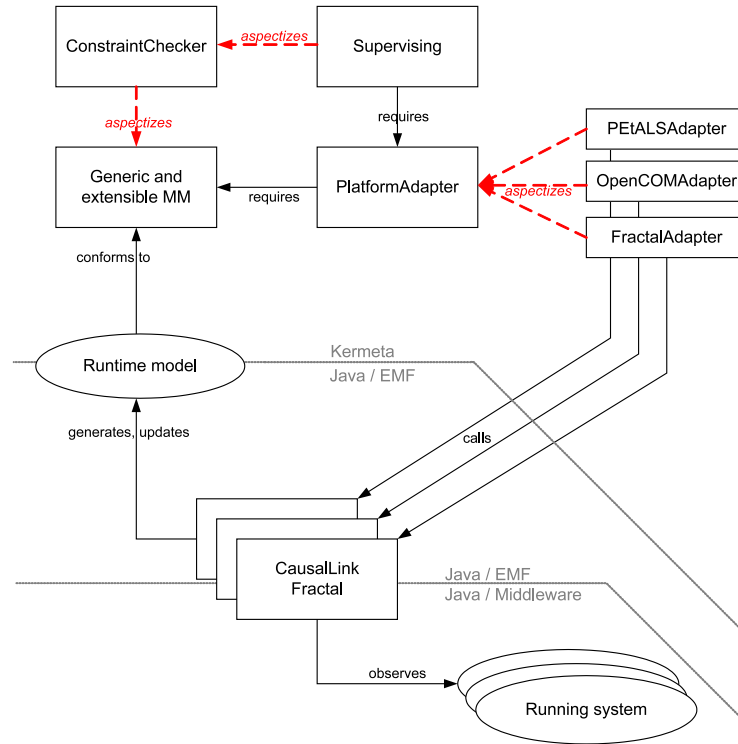 ConstraintChecker
aspectizes
Supervising
aspectizes
requires
PEtALSAdapter
Generic and
extensible MM
requires
PlatformAdapter
aspectizes
OpenCOMAdapter
FractalAdapter
conforms to
Runtime model
Kermeta
Java / EMF
generates, updates
calls
CausalLink
Fractal
Java / EMF
Java / Middleware
observes
Running system